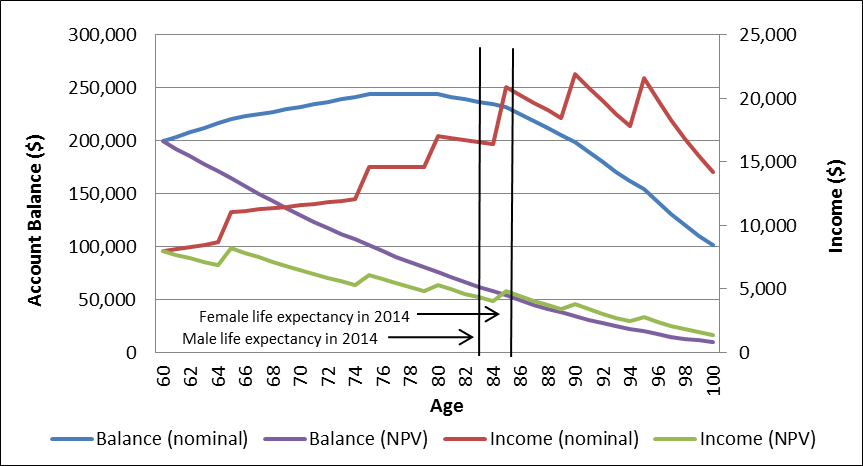 300,000
250,000
200,000
150,000
100,000
50,000
0
Account Balance ($)
25,000
20,000
15,000
10,000
5,000
0
Income ($)
Female life expectancy in 2014
Male life expectancy in 2014
60 62 64 66 68 70 72 74 76 78 80 82 84 86 88 90 92 94 96 98 100
Age
Balance (nominal) Balance (NPV) Income (nominal) Income (NPV)